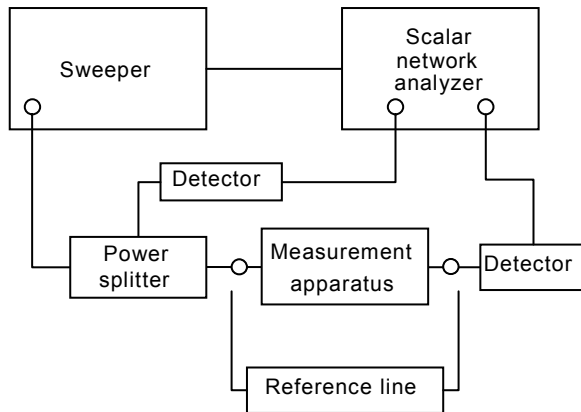 Sweeper
Scalar
network
analyzer
Detector
Power
splitter
Measurement
apparatus
Detector
Reference line